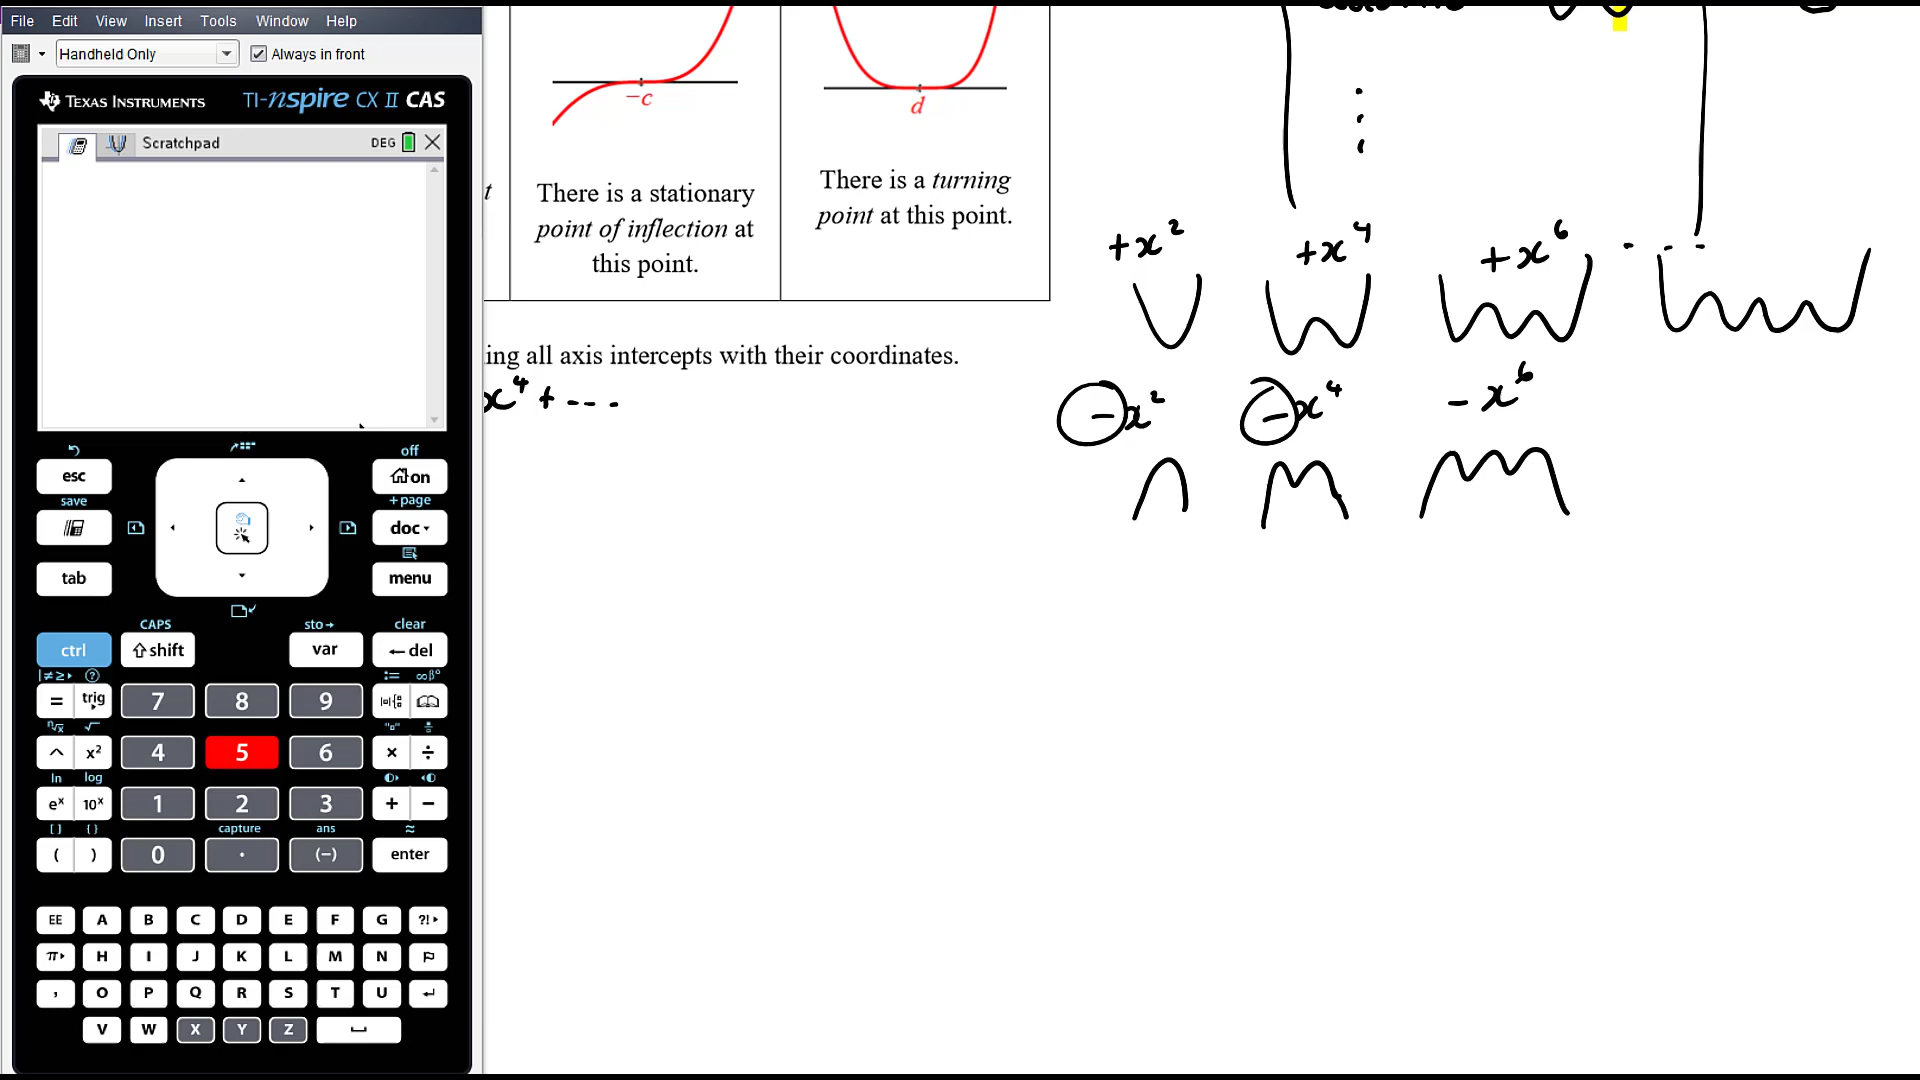 File Edit View Insert Tools Window Help
Handheld Only Always in front
TEXAS INSTRUMENTS TI-nspire CX II CAS
Scratchpad DEG
esc
off
on
save
+ page
doc
tab
menu
CAPS
sto→
clear
ctrl
shift
var
←del
|≠≥▸ ?
:= ∞β°
= trig 7 8 9
ⁿ√x √
^ x² 4 5 6 × ÷
ln log
eˣ 10ˣ 1 2 3 + −
[ ] { } capture ans ≈
( ) 0 . (−) enter
EE A B C D E F G ?!▸
π▸ H I J K L M N
, O P Q R S T U ↵
V W X Y Z
−c
There is a stationary
point of inflection at
this point.
d
There is a turning
point at this point.
t
ing all axis intercepts with their coordinates.
x⁴ + ---
+x² +x⁴ +x⁶ - - -
−x² −x⁴ −x⁶